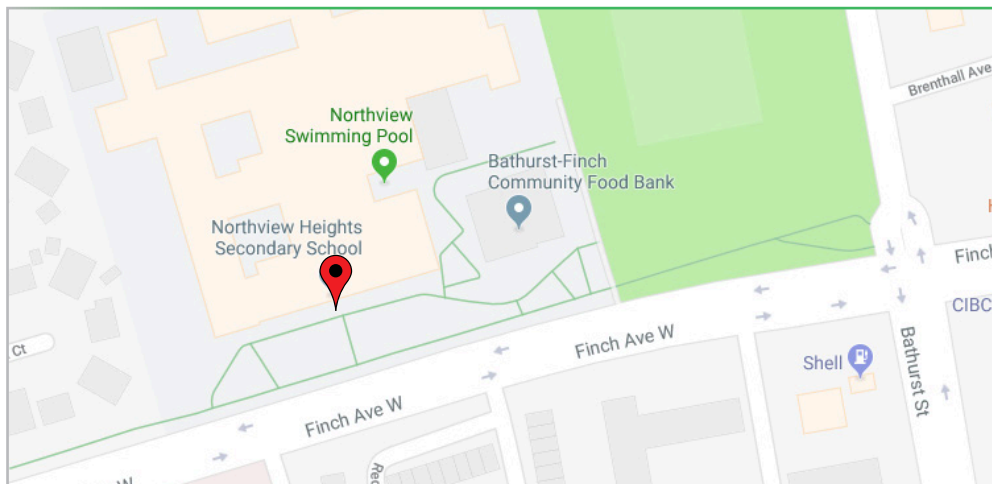 Brenthall Ave
Northview
Swimming Pool
Bathurst-Finch
Community Food Bank
Northview Heights
Secondary School
Finch
CIBC
Ct
Finch Ave W
Shell
Bathurst St
Finch Ave W
W